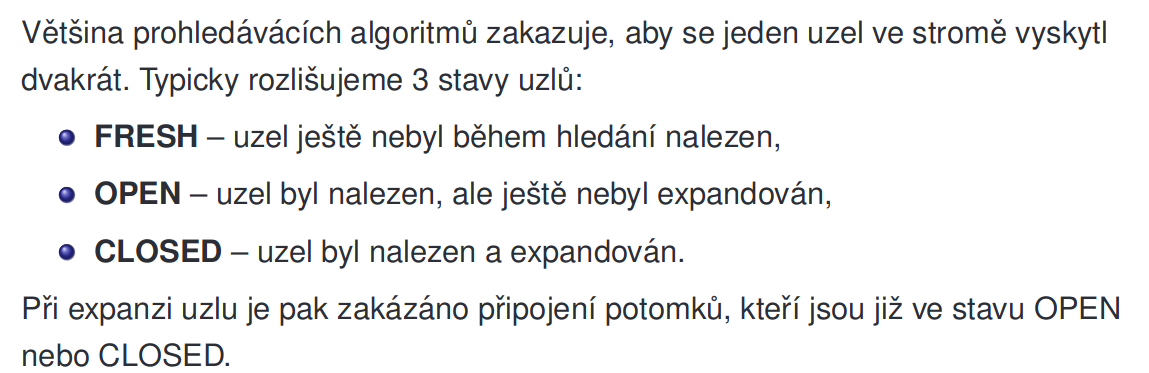 Většina prohledávácích algoritmů zakazuje, aby se jeden uzel ve stromě vyskytl
dvakrát. Typicky rozlišujeme 3 stavy uzlů:
FRESH – uzel ještě nebyl během hledání nalezen,
OPEN – uzel byl nalezen, ale ještě nebyl expandován,
CLOSED – uzel byl nalezen a expandován.
Při expanzi uzlu je pak zakázáno připojení potomků, kteří jsou již ve stavu OPEN
nebo CLOSED.